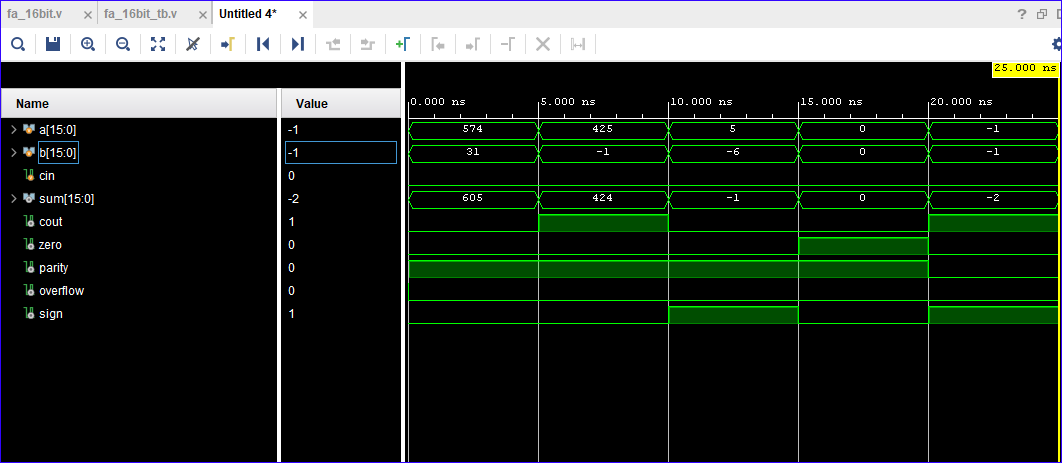 fa_16bit.v × fa_16bit_tb.v × Untitled 4* ×
?
25.000 ns
Name Value
0.000 ns 5.000 ns 10.000 ns 15.000 ns 20.000 ns
a[15:0] -1 574 425 5 0 -1
b[15:0] -1 31 -1 -6 0 -1
cin 0
sum[15:0] -2 605 424 -1 0 -2
cout 1
zero 0
parity 0
overflow 0
sign 1